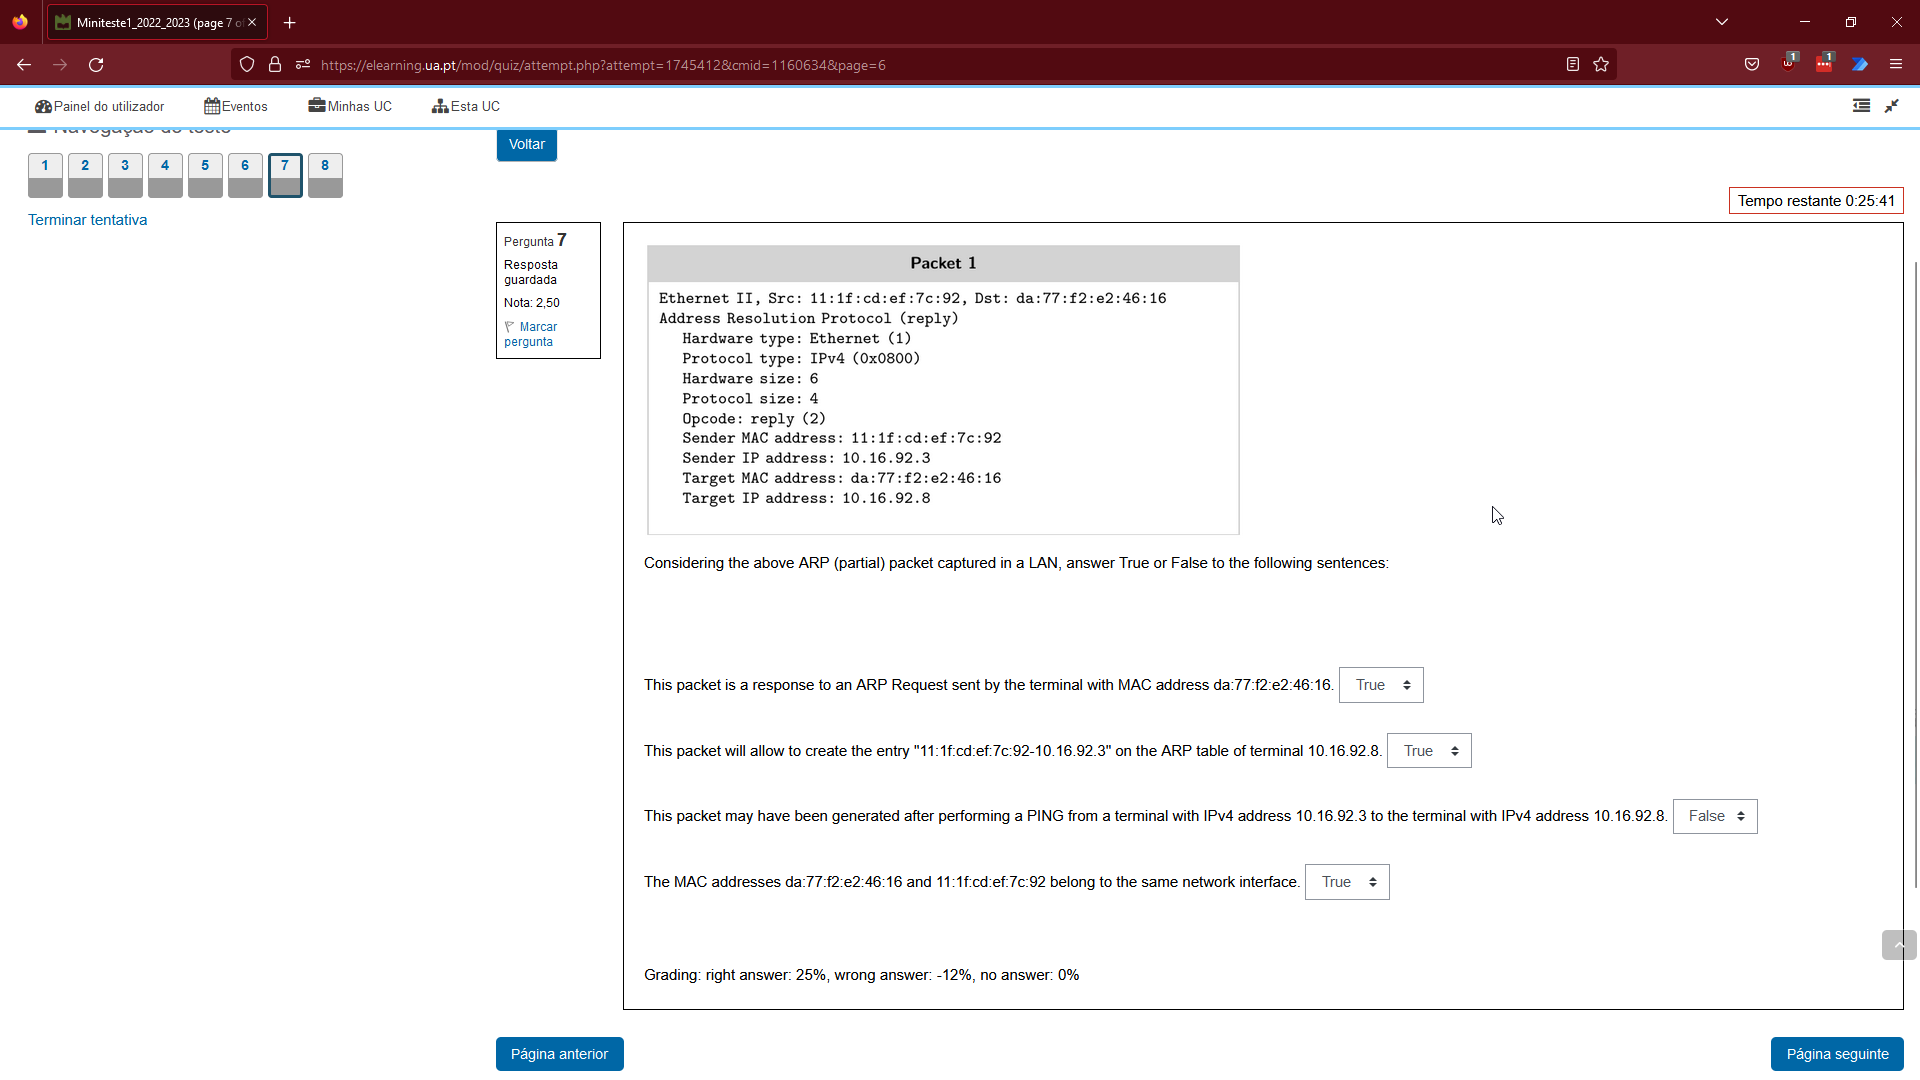 Miniteste1_2022_2023 (page 7 o
https://elearning.ua.pt/mod/quiz/attempt.php?attempt=1745412&cmid=1160634&page=6
1
1
Painel do utilizador
Eventos
Minhas UC
Esta UC
Navegação do teste
Voltar
1 2 3 4 5 6 7 8
Tempo restante 0:25:41
Terminar tentativa
Pergunta 7
Resposta
guardada
Nota: 2,50
Marcar
pergunta
Packet 1
Ethernet II, Src: 11:1f:cd:ef:7c:92, Dst: da:77:f2:e2:46:16
Address Resolution Protocol (reply)
Hardware type: Ethernet (1)
Protocol type: IPv4 (0x0800)
Hardware size: 6
Protocol size: 4
Opcode: reply (2)
Sender MAC address: 11:1f:cd:ef:7c:92
Sender IP address: 10.16.92.3
Target MAC address: da:77:f2:e2:46:16
Target IP address: 10.16.92.8
Considering the above ARP (partial) packet captured in a LAN, answer True or False to the following sentences:
This packet is a response to an ARP Request sent by the terminal with MAC address da:77:f2:e2:46:16. True
This packet will allow to create the entry "11:1f:cd:ef:7c:92-10.16.92.3" on the ARP table of terminal 10.16.92.8. True
This packet may have been generated after performing a PING from a terminal with IPv4 address 10.16.92.3 to the terminal with IPv4 address 10.16.92.8. False
The MAC addresses da:77:f2:e2:46:16 and 11:1f:cd:ef:7c:92 belong to the same network interface. True
Grading: right answer: 25%, wrong answer: -12%, no answer: 0%
Página anterior
Página seguinte